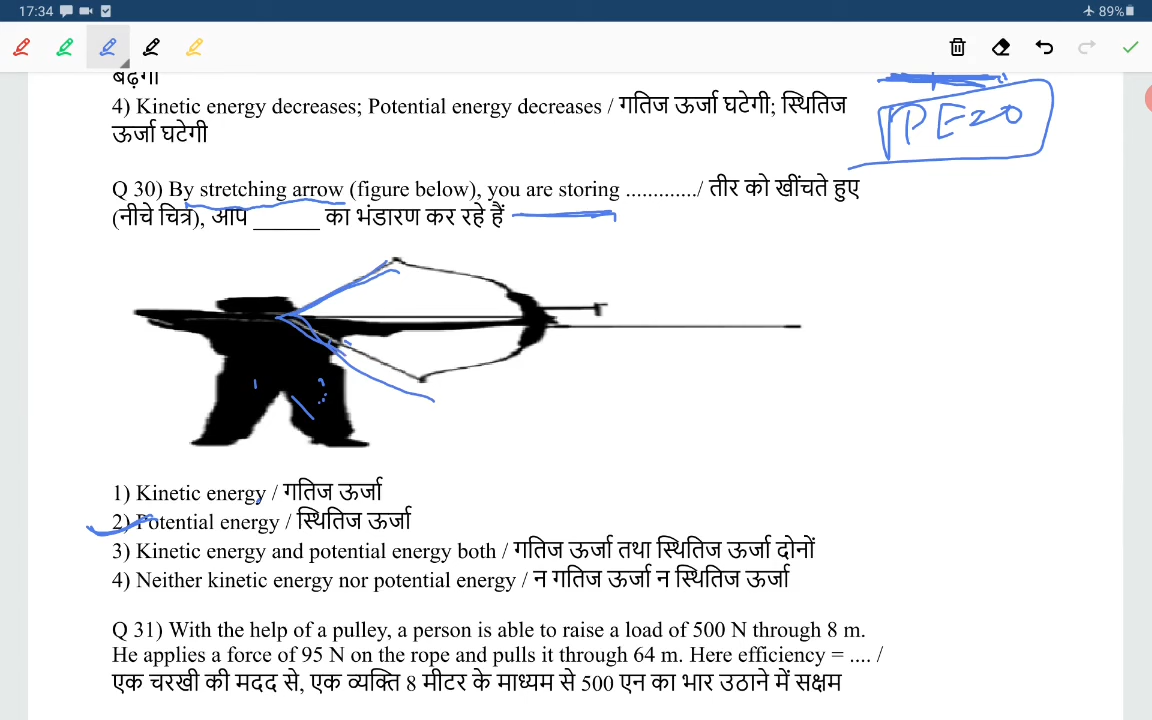 17:34
89%
बढ़ेगी
4) Kinetic energy decreases; Potential energy decreases / गतिज ऊर्जा घटेगी; स्थितिज
ऊर्जा घटेगी
PE=0
Q 30) By stretching arrow (figure below), you are storing ............./ तीर को खींचते हुए
(नीचे चित्र), आप ______ का भंडारण कर रहे हैं
1) Kinetic energy / गतिज ऊर्जा
2) Potential energy / स्थितिज ऊर्जा
3) Kinetic energy and potential energy both / गतिज ऊर्जा तथा स्थितिज ऊर्जा दोनों
4) Neither kinetic energy nor potential energy / न गतिज ऊर्जा न स्थितिज ऊर्जा
Q 31) With the help of a pulley, a person is able to raise a load of 500 N through 8 m.
He applies a force of 95 N on the rope and pulls it through 64 m. Here efficiency = .... /
एक चरखी की मदद से, एक व्यक्ति 8 मीटर के माध्यम से 500 एन का भार उठाने में सक्षम